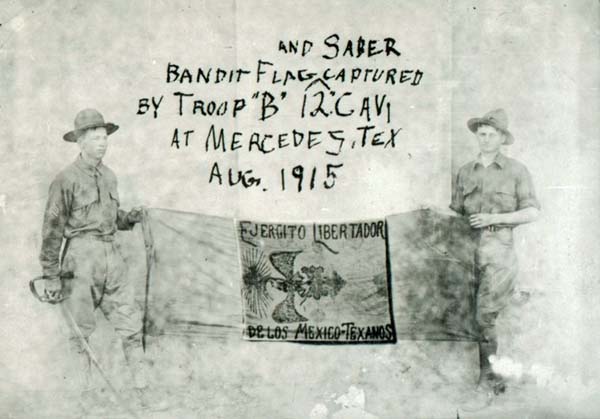 AND SABER
BANDIT FLAG ^ CAPTURED
BY TROOP "B" 12" CAV,
AT MERCEDES, TEX
AUG. 1915
EJERGITO LIBERTADOR
DE LOS MEXICO-TEXANOS